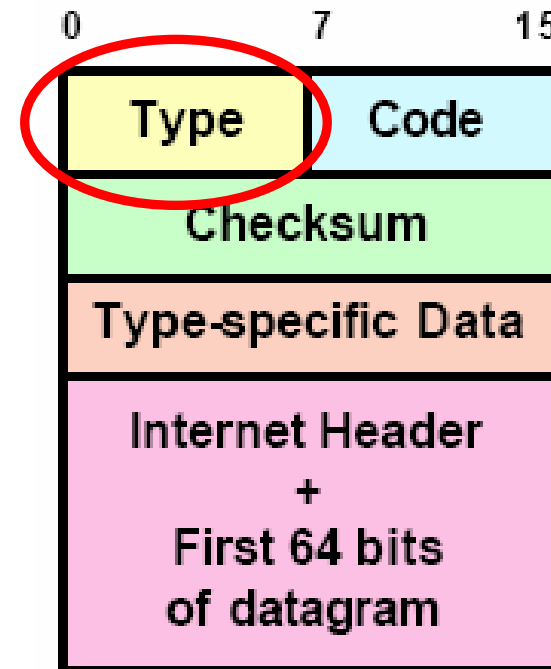 0 7 15
Type Code
Checksum
Type-specific Data
Internet Header
+
First 64 bits
of datagram